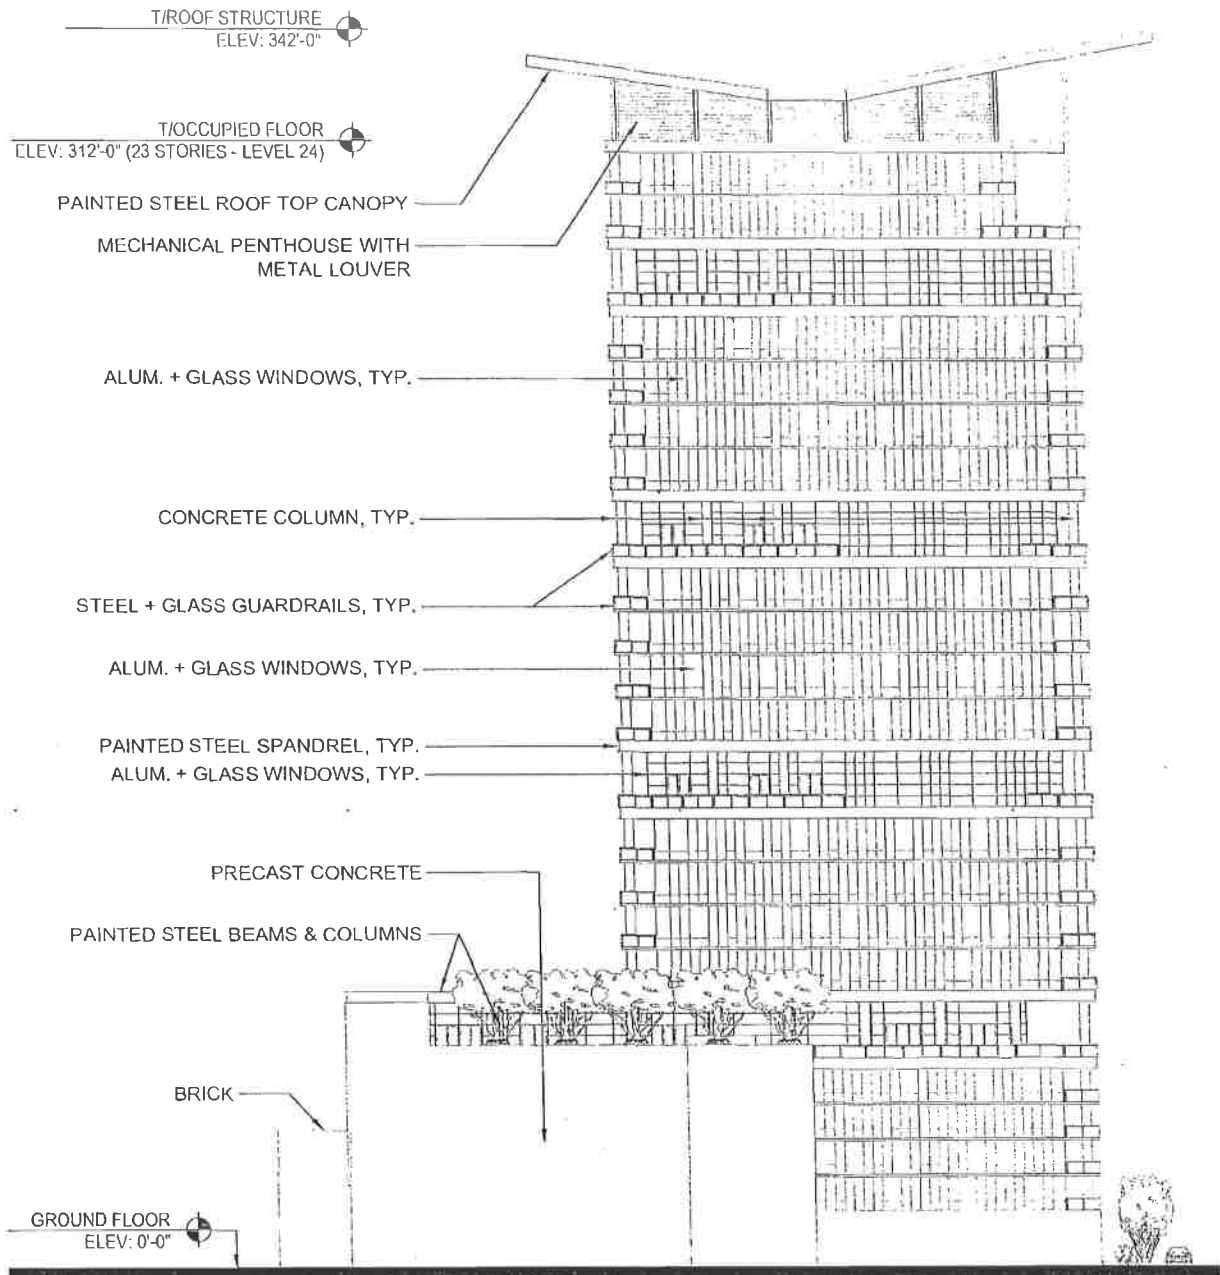 T/ROOF STRUCTURE
ELEV: 342'-0"
T/OCCUPIED FLOOR
ELEV: 312'-0" (23 STORIES - LEVEL 24)
PAINTED STEEL ROOF TOP CANOPY
MECHANICAL PENTHOUSE WITH
METAL LOUVER
ALUM. + GLASS WINDOWS, TYP.
CONCRETE COLUMN, TYP.
STEEL + GLASS GUARDRAILS, TYP.
ALUM. + GLASS WINDOWS, TYP.
PAINTED STEEL SPANDREL, TYP.
ALUM. + GLASS WINDOWS, TYP.
PRECAST CONCRETE
PAINTED STEEL BEAMS & COLUMNS
BRICK
GROUND FLOOR
ELEV: 0'-0"